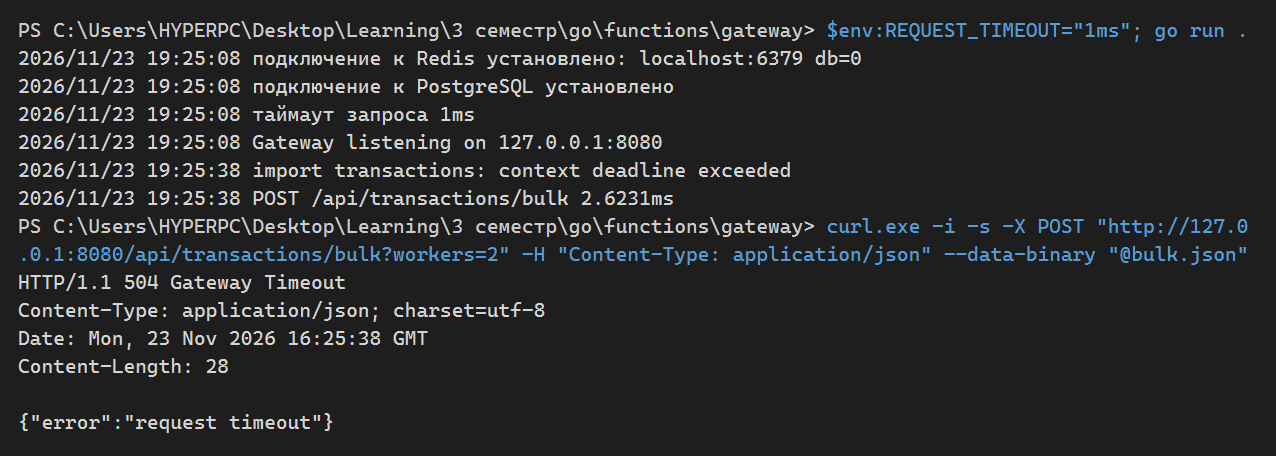 PS C:\Users\HYPERPC\Desktop\Learning\3 семестр\go\functions\gateway> $env:REQUEST_TIMEOUT="1ms"; go run .
2026/11/23 19:25:08 подключение к Redis установлено: localhost:6379 db=0
2026/11/23 19:25:08 подключение к PostgreSQL установлено
2026/11/23 19:25:08 таймаут запроса 1ms
2026/11/23 19:25:08 Gateway listening on 127.0.0.1:8080
2026/11/23 19:25:38 import transactions: context deadline exceeded
2026/11/23 19:25:38 POST /api/transactions/bulk 2.6231ms
PS C:\Users\HYPERPC\Desktop\Learning\3 семестр\go\functions\gateway> curl.exe -i -s -X POST "http://127.0
.0.1:8080/api/transactions/bulk?workers=2" -H "Content-Type: application/json" --data-binary "@bulk.json"
HTTP/1.1 504 Gateway Timeout
Content-Type: application/json; charset=utf-8
Date: Mon, 23 Nov 2026 16:25:38 GMT
Content-Length: 28
{"error":"request timeout"}